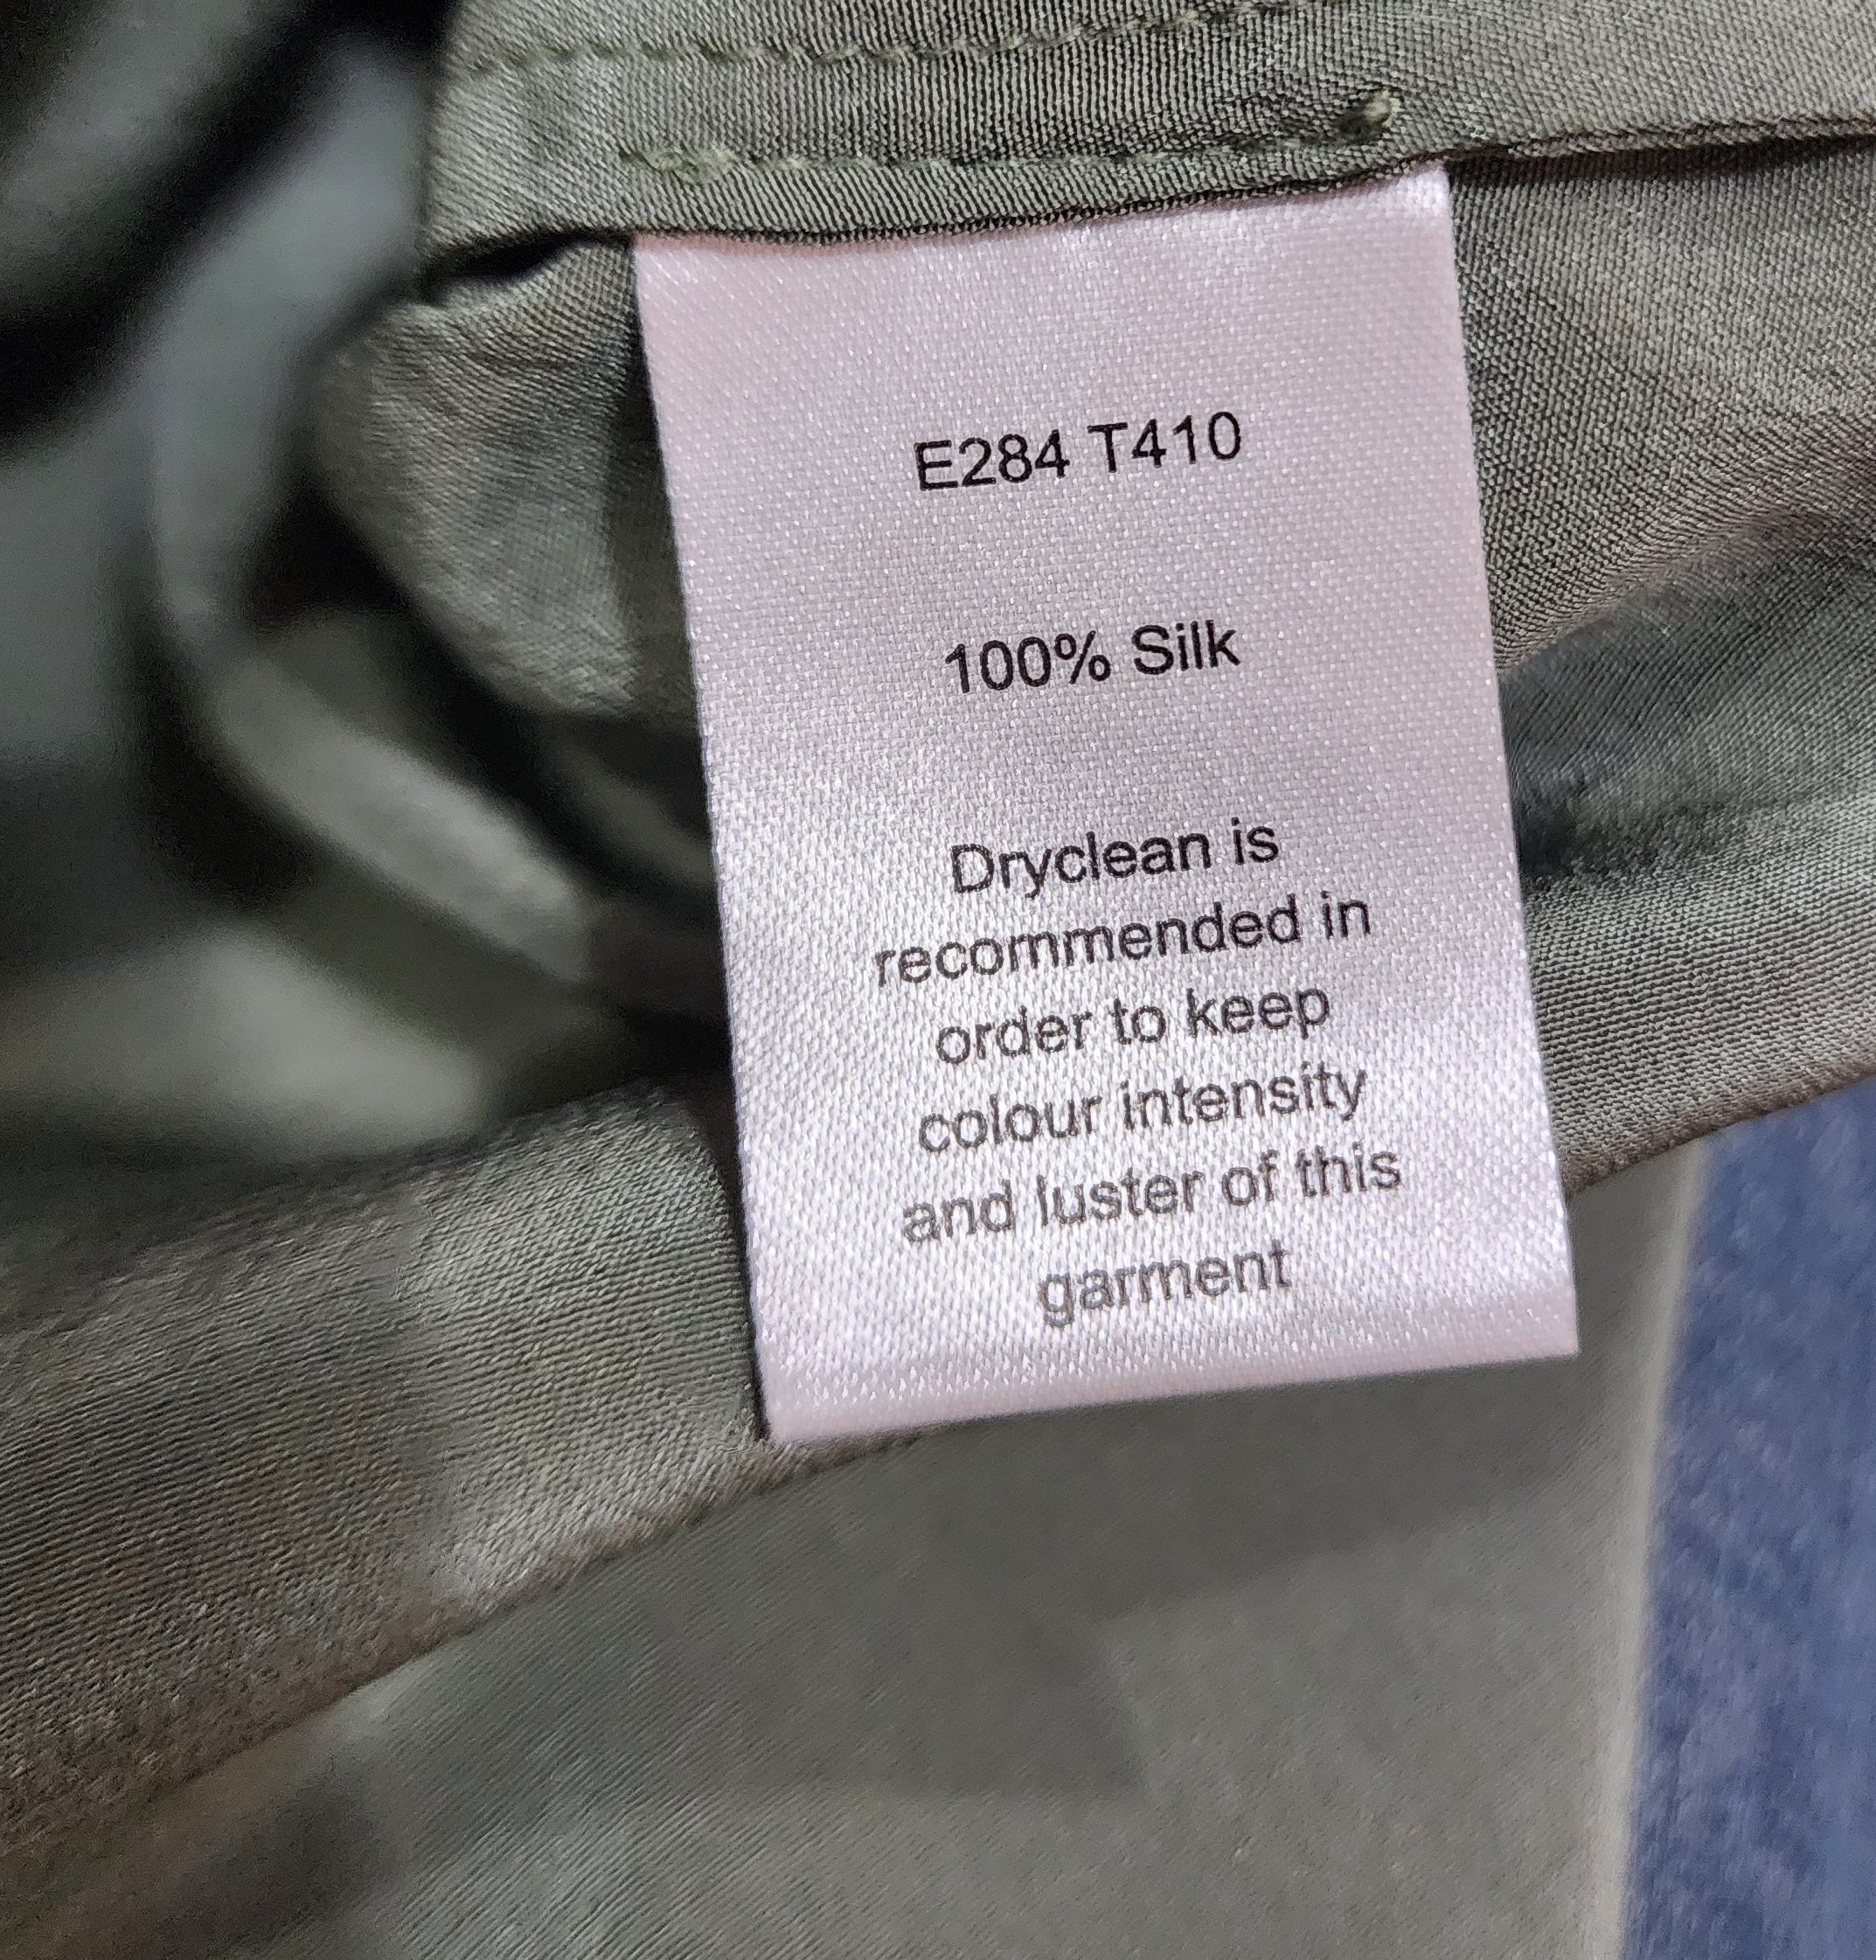 E284 T410
100% Silk
Dryclean is
recommended in
order to keep
colour intensity
and luster of this
garment